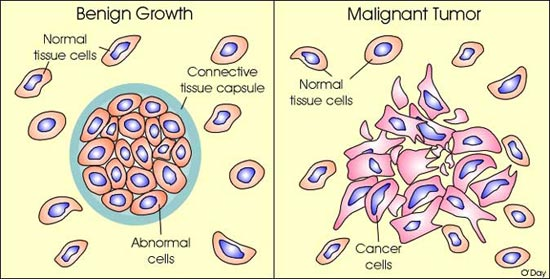 Benign Growth
Normal
tissue cells
Connective
tissue capsule
Abnormal
cells
Malignant Tumor
Normal
tissue cells
Cancer
cells
O'Day